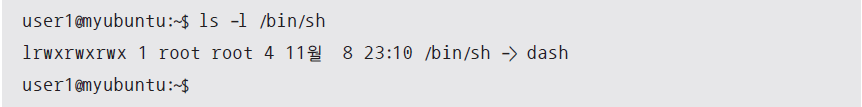 user1@myubuntu:~$ ls -l /bin/sh
lrwxrwxrwx 1 root root 4 11월  8 23:10 /bin/sh -> dash
user1@myubuntu:~$